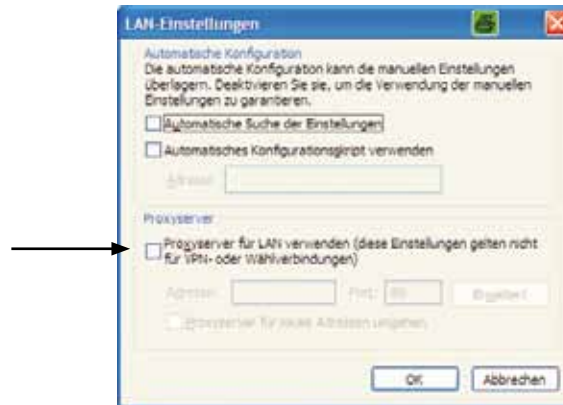 LAN-Einstellungen
Automatische Konfiguration
Die automatische Konfiguration kann die manuellen Einstellungen
überlagern. Deaktivieren Sie sie, um die Verwendung der manuellen
Einstellungen zu garantieren.
Automatische Suche der Einstellungen
Automatisches Konfigurationsskript verwenden
Adresse:
Proxyserver
Proxyserver für LAN verwenden (diese Einstellungen gelten nicht
für VPN- oder Wählverbindungen)
Adresse: Port: 80 Erweitert
Proxyserver für lokale Adressen umgehen
OK Abbrechen